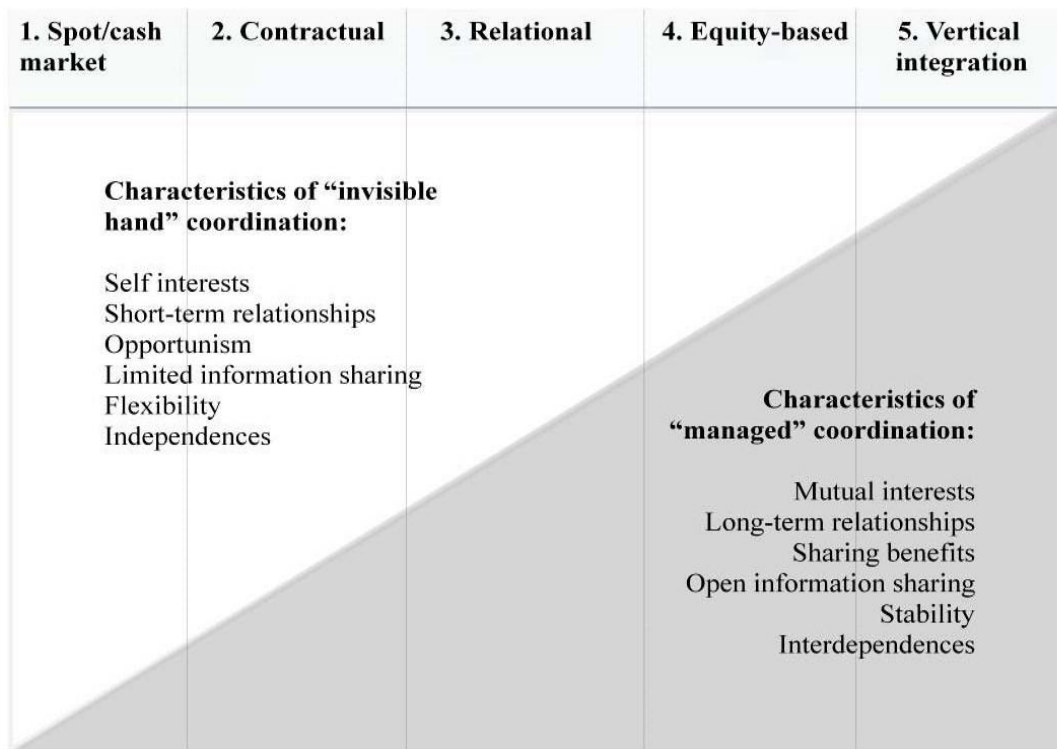 1. Spot/cash market
2. Contractual
3. Relational
4. Equity-based
5. Vertical integration
Characteristics of “invisible
hand” coordination:
Self interests
Short-term relationships
Opportunism
Limited information sharing
Flexibility
Independences
Characteristics of
“managed” coordination:
Mutual interests
Long-term relationships
Sharing benefits
Open information sharing
Stability
Interdependences